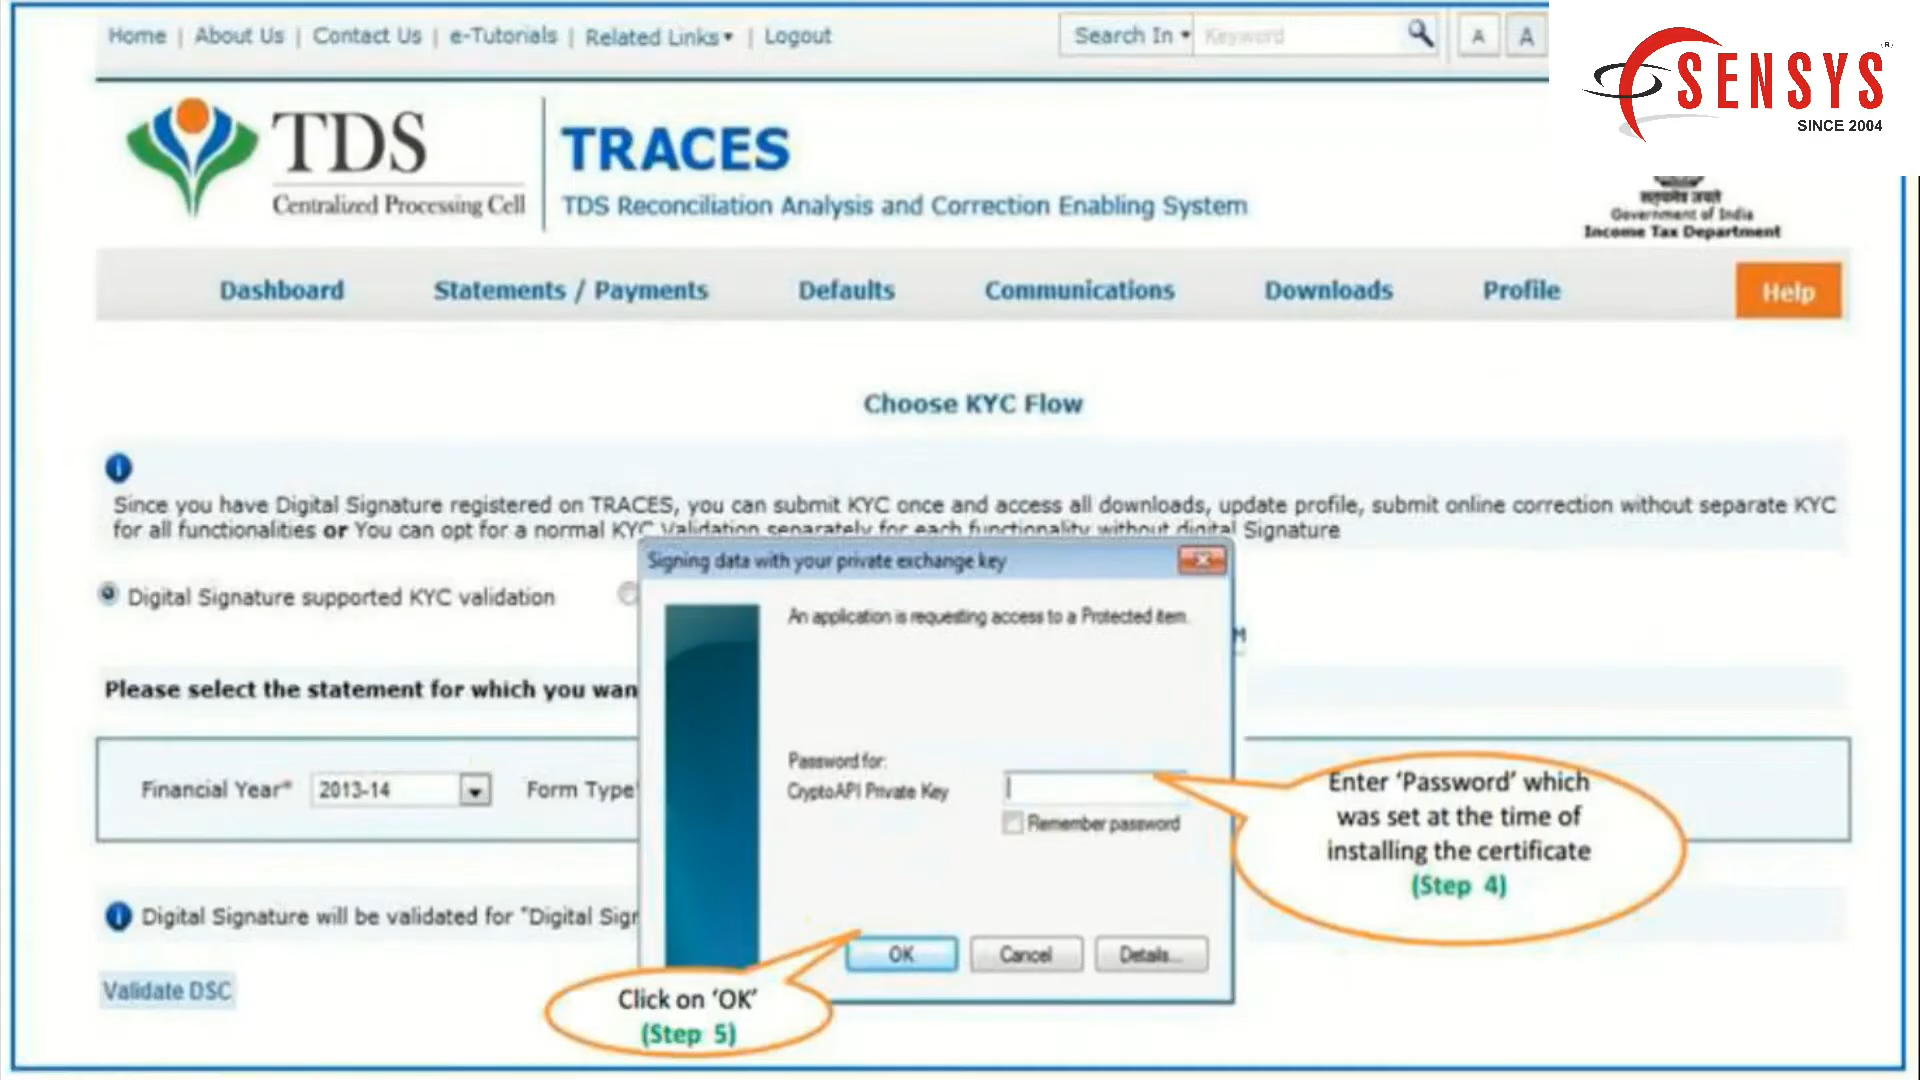 Home | About Us | Contact Us | e-Tutorials | Related Links | Logout
Search In Keyword A A
SENSYS
(R)
SINCE 2004
TDS
Centralized Processing Cell
TRACES
TDS Reconciliation Analysis and Correction Enabling System
सत्यमेव जयते
Government of India
Income Tax Department
Dashboard Statements / Payments Defaults Communications Downloads Profile Help
Choose KYC Flow
Since you have Digital Signature registered on TRACES, you can submit KYC once and access all downloads, update profile, submit online correction without separate KYC
for all functionalities or You can opt for a normal KYC Validation separately for each functionality without digital Signature
Signing data with your private exchange key
Digital Signature supported KYC validation
An application is requesting access to a Protected item.
Please select the statement for which you wan
Password for:
CryptoAPI Private Key
Remember password
Financial Year* 2013-14 Form Type
Enter ‘Password’ which
was set at the time of
installing the certificate
(Step 4)
Digital Signature will be validated for "Digital Sigr
OK Cancel Details...
Validate DSC
Click on ‘OK’
(Step 5)